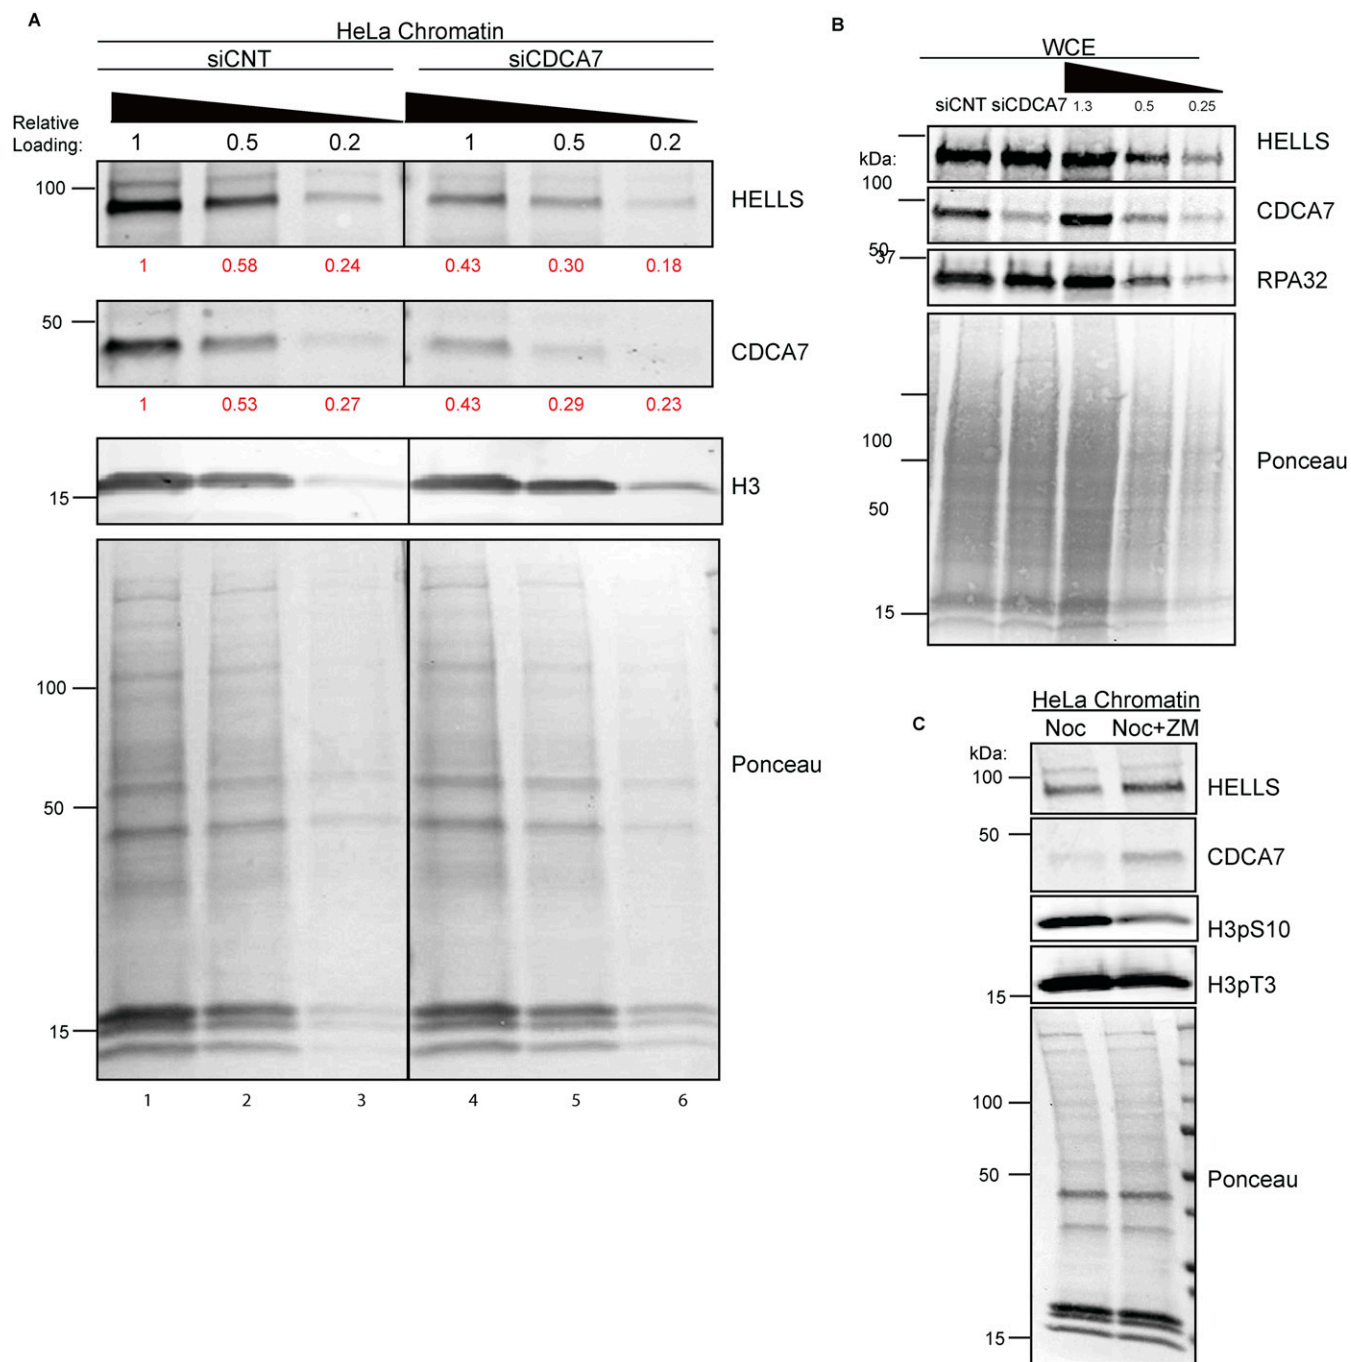 A
HeLa Chromatin
siCNT siCDCA7
Relative
Loading: 1 0.5 0.2 1 0.5 0.2
100
HELLS
1 0.58 0.24 0.43 0.30 0.18
50
CDCA7
1 0.53 0.27 0.43 0.29 0.23
H3
15
100
Ponceau
50
15
1 2 3 4 5 6
B
WCE
siCNT siCDCA7 1.3 0.5 0.25
HELLS
kDa:
100
CDCA7
50
37
RPA32
100
Ponceau
50
15
C
HeLa Chromatin
Noc Noc+ZM
kDa:
100
HELLS
50
CDCA7
H3pS10
H3pT3
15
100
50
Ponceau
15